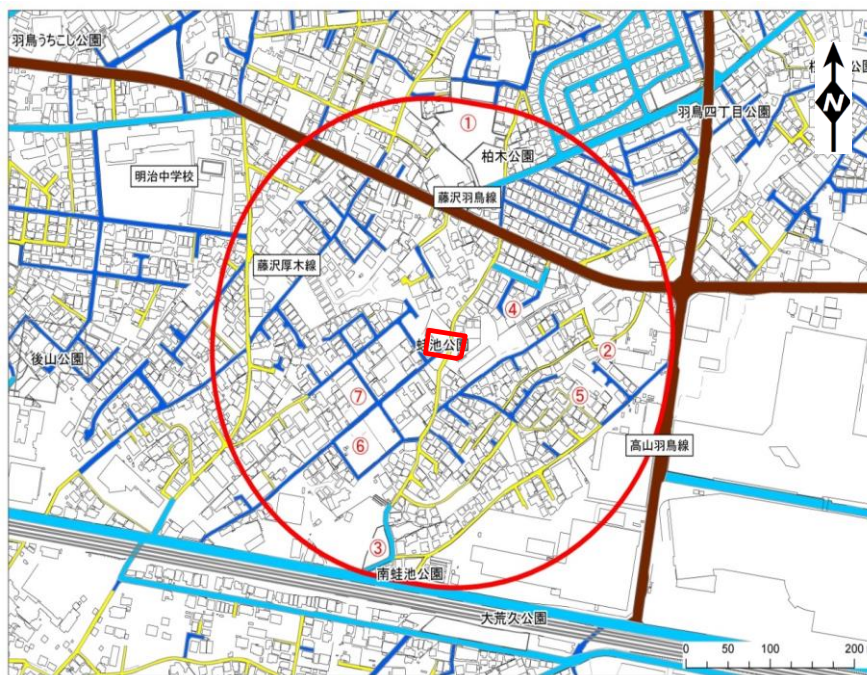 羽鳥うちこし公園
羽鳥四丁目公園
N
①
柏木公園
明治中学校
藤沢羽鳥線
藤沢厚木線
④
蛙池公園
②
後山公園
⑦
⑤
⑥
高山羽鳥線
③
南蛙池公園
大荒久公園
0 50 100 200